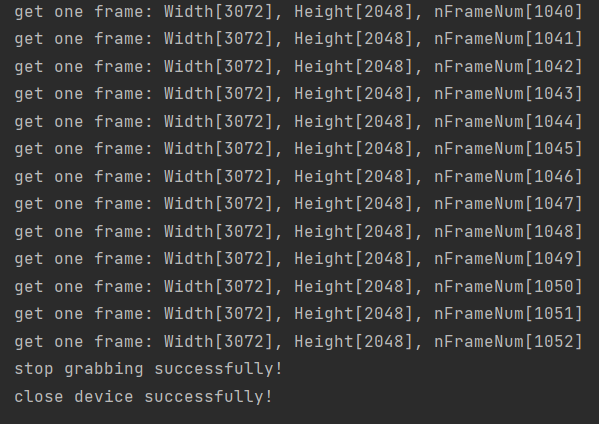 get one frame: Width[3072], Height[2048], nFrameNum[1040]
get one frame: Width[3072], Height[2048], nFrameNum[1041]
get one frame: Width[3072], Height[2048], nFrameNum[1042]
get one frame: Width[3072], Height[2048], nFrameNum[1043]
get one frame: Width[3072], Height[2048], nFrameNum[1044]
get one frame: Width[3072], Height[2048], nFrameNum[1045]
get one frame: Width[3072], Height[2048], nFrameNum[1046]
get one frame: Width[3072], Height[2048], nFrameNum[1047]
get one frame: Width[3072], Height[2048], nFrameNum[1048]
get one frame: Width[3072], Height[2048], nFrameNum[1049]
get one frame: Width[3072], Height[2048], nFrameNum[1050]
get one frame: Width[3072], Height[2048], nFrameNum[1051]
get one frame: Width[3072], Height[2048], nFrameNum[1052]
stop grabbing successfully!
close device successfully!